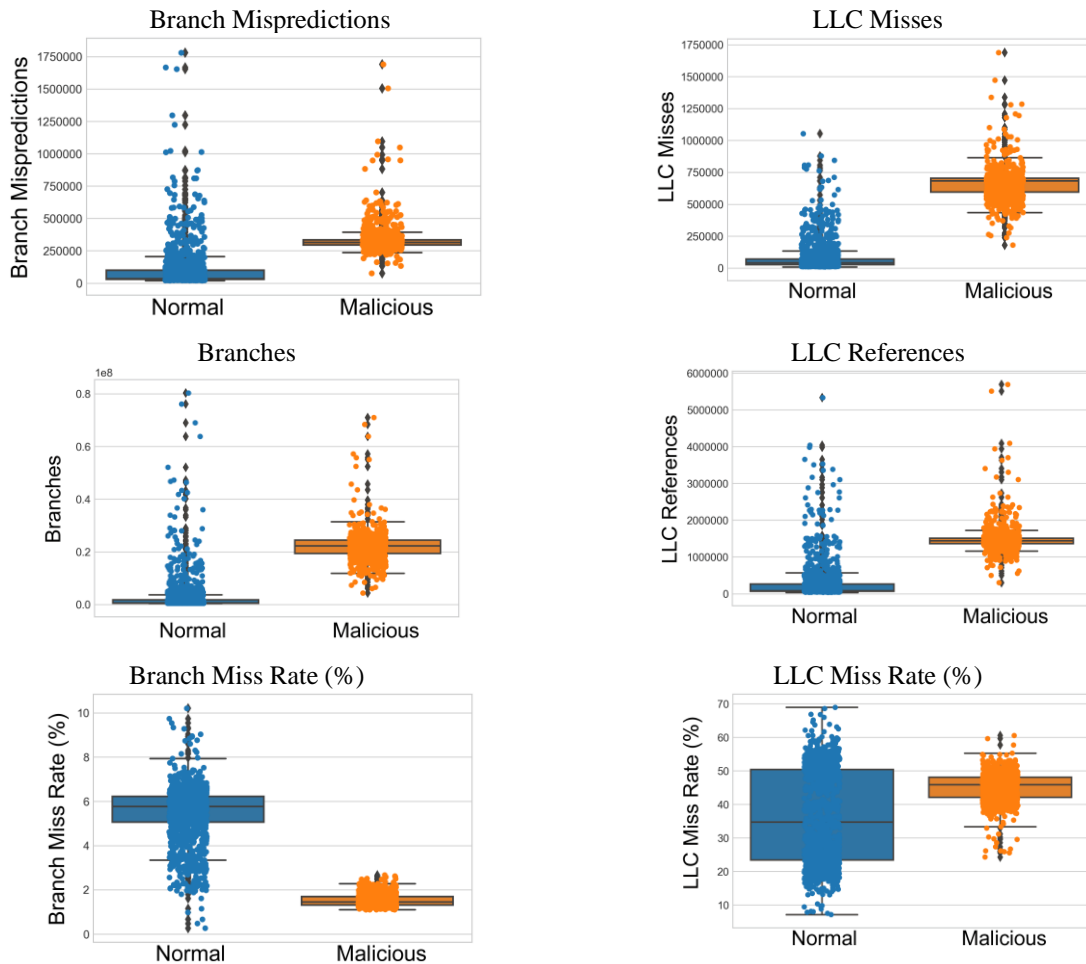 Branch Mispredictions
1750000
1500000
1250000
1000000
750000
500000
250000
0
Branch Mispredictions
Normal Malicious
LLC Misses
1750000
1500000
1250000
1000000
750000
500000
250000
0
LLC Misses
Normal Malicious
Branches
1e8
0.8
0.6
0.4
0.2
0.0
Branches
Normal Malicious
LLC References
6000000
5000000
4000000
3000000
2000000
1000000
0
LLC References
Normal Malicious
Branch Miss Rate (%)
10
8
6
4
2
0
Branch Miss Rate (%)
Normal Malicious
LLC Miss Rate (%)
70
60
50
40
30
20
10
0
LLC Miss Rate (%)
Normal Malicious